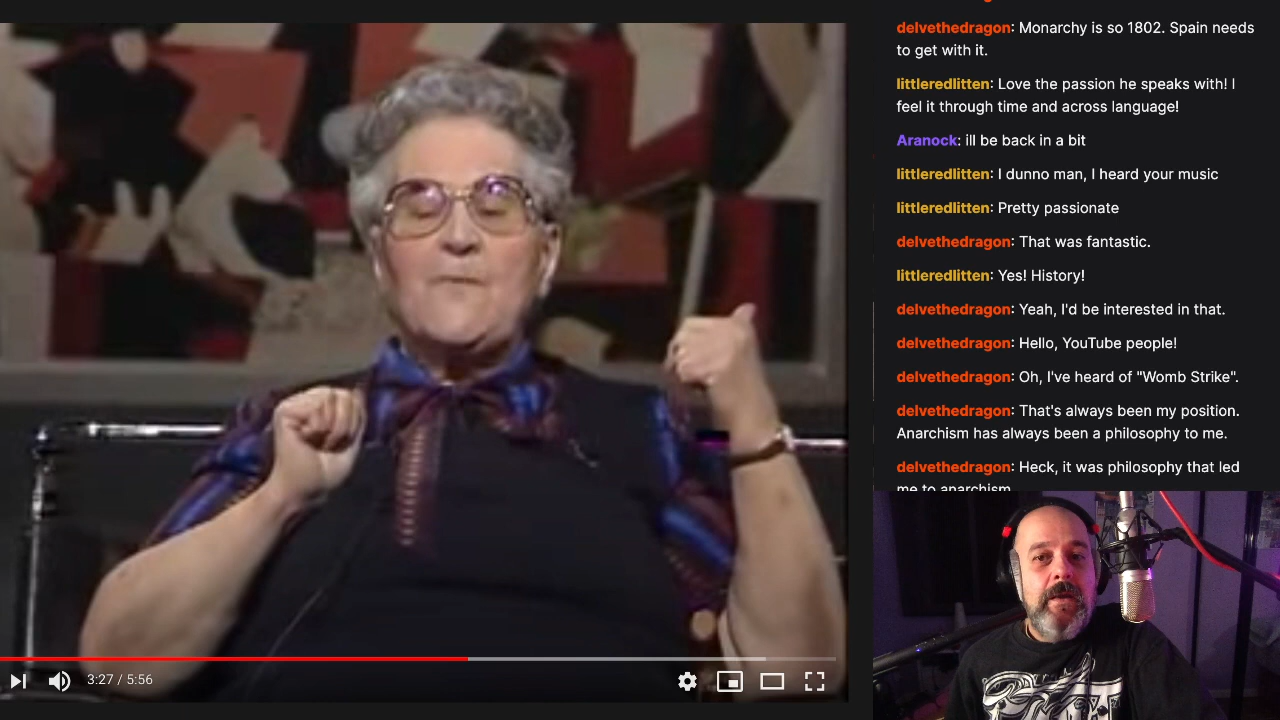 delvethedragon: Monarchy is so 1802. Spain needs
to get with it.
littleredlitten: Love the passion he speaks with! I
feel it through time and across language!
Aranock: ill be back in a bit
littleredlitten: I dunno man, I heard your music
littleredlitten: Pretty passionate
delvethedragon: That was fantastic.
littleredlitten: Yes! History!
delvethedragon: Yeah, I'd be interested in that.
delvethedragon: Hello, YouTube people!
delvethedragon: Oh, I've heard of "Womb Strike".
delvethedragon: That's always been my position.
Anarchism has always been a philosophy to me.
delvethedragon: Heck, it was philosophy that led
me to anarchism
3:27 / 5:56